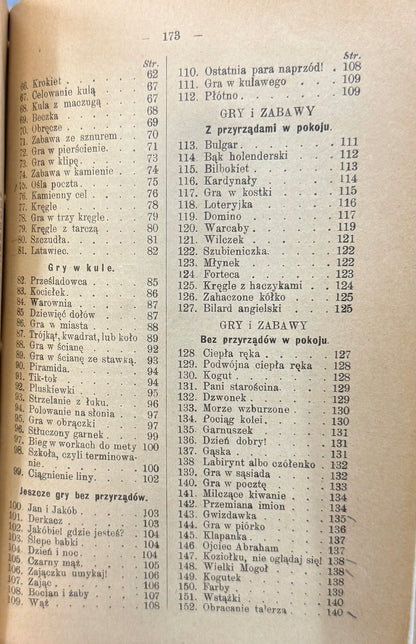 — 173 —
Str.
66. Krokiet . . . 62
67. Celowanie kulą 67
68. Kula z maczugą . 67
69. Beczka . . . 68
70. Obręcze . . . 70
71. Zabawa ze sznurem . 70
72. Gra w pierścienie. . 71
73. Gra w klipę. . . 73
74. Zabawa w kamienie . 74
75. Ośla poczta . . 75
76. Kamienny cel . . 76
77. Kręgle . . . 78
78. Gra w trzy kręgle . 79
79. Kręgle z tarczą . 80
80. Szczudła. . . 81
81. Latawiec. . . 82
Gry w kule.
82. Prześladowca . . 85
83. Kociełek. . . 84
84. Warownia . . 85
85. Dziewięć dołów . 87
86. Gra w miasta . . 88
87. Trójkąt, kwadrat, lub koło 89
88. Gra w ścianę . . 92
89. Gra w ścianę ze stawką. 93
90. Piramida. . . 94
91. Tik-tok . . . 94
92. Pluskiewki . . 95
93. Strzelanie z łuku. . 96
94. Polowanie na słonia . 97
95. Gra w obrączki . 97
96. Stłuczony garnek . 99
97. Bieg w workach do mety 100
98. Szkoła, czyli terminowa-
nie. . . . 100
99. Ciągnienie liny. . 102
Jeszcze gry bez przyrządów.
100. Jan i Jakób. . . 103
101. Derkacz . . . 103
102. Jakóbie! gdzie jesteś? . 104
103. Ślepe babki . . 104
104. Dzień i noc. . . 104
105. Czarny mąż. . . 105
106. Zajączku umykaj! . 106
107. Zając . . . 106
108. Bocian i żaby . . 107
109. Wąż . . . 108
Str.
110. Ostatnia para naprzód! . 108
111. Gra w kulawego . . 109
112. Płótno . . . 109
GRY i ZABAWY
Z przyrządami w pokoju.
113. Bulgar . . . 111
114. Bąk holenderski . 112
115. Bilbokiet . . 113
116. Kardynały . . 114
117. Gra w kostki . . 115
118. Loteryjka . . 116
119. Domino . . . 117
120. Warcaby . . 119
121. Wilczek . . . 121
122. Szubieniczka . . 122
123. Młynek . . . 122
124. Forteca . . . 123
125. Kręgle z haczykami . 124
126. Zahaczone kółko . 125
127. Bilard angielski . 125
GRY i ZABAWY
Bez przyrządów w pokoju.
128. Ciepła ręka . . 127
129. Podwójna ciepła ręka . 128
130. Kogut . . . 128
131. Pani starościna . 129
132. Dzwonek . . 129
133. Morze wzburzone . 130
134. Pociąg kolei . . 130
135. Garnuszek . . 131
136. Dzień dobry! . . 131
137. Gąska . . . 131
138. Labirynt albo czółenko . 132
139. Gra w sąsiada . . 132
140. Gra w pocztę . . 133
141. Milczące kiwanie . 134
142. Przemiana imion . 134
143. Gwizdawka . . 135
144. Gra w piórko . . 136
145. Klapanka . . 137
146. Ojciec Abraham . 137
147. Koziołku, nie oglądaj się! 138
148. Wielki Mogoł . . 138
149. Kogutek . . 138
150. Farby . . . 139
151. Wstążki . . . 140
152. Obracanie talerza . 140